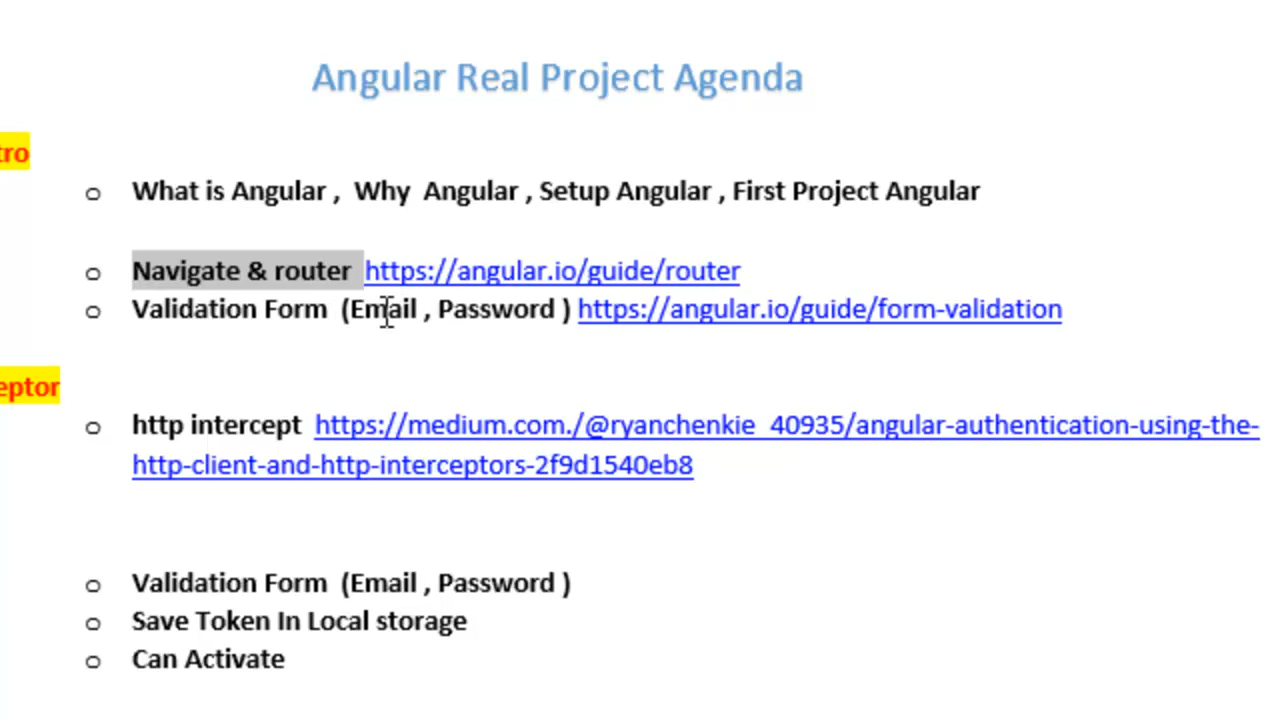 Angular Real Project Agenda
tro
o What is Angular , Why Angular , Setup Angular , First Project Angular
o Navigate & router https://angular.io/guide/router
o Validation Form (Email , Password ) https://angular.io/guide/form-validation
eptor
o http intercept https://medium.com./@ryanchenkie_40935/angular-authentication-using-the-
http-client-and-http-interceptors-2f9d1540eb8
o Validation Form (Email , Password )
o Save Token In Local storage
o Can Activate